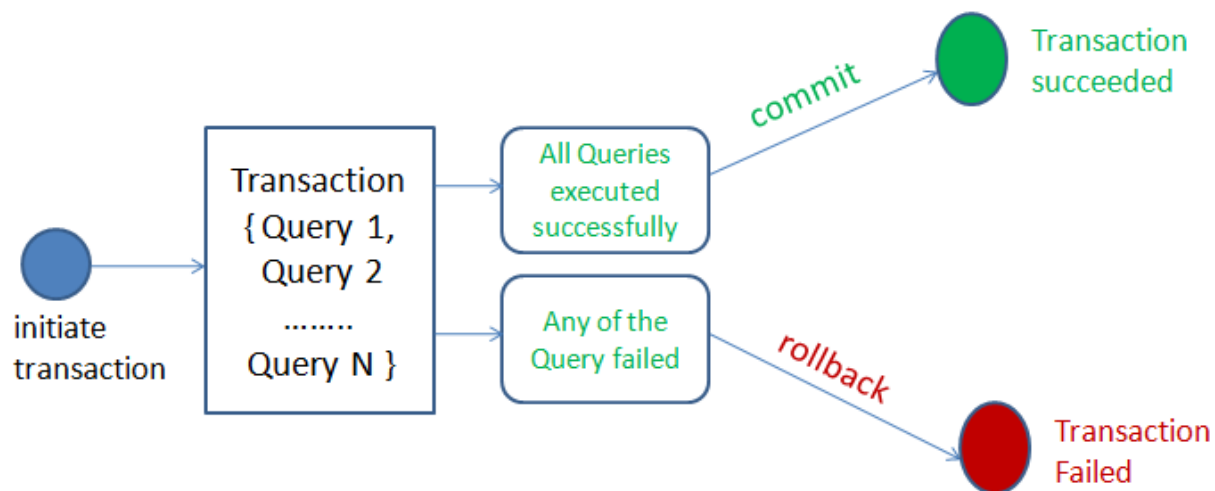 initiate
transaction
Transaction
{ Query 1,
Query 2
........
Query N }
All Queries
executed
successfully
Any of the
Query failed
commit
rollback
Transaction
succeeded
Transaction
Failed